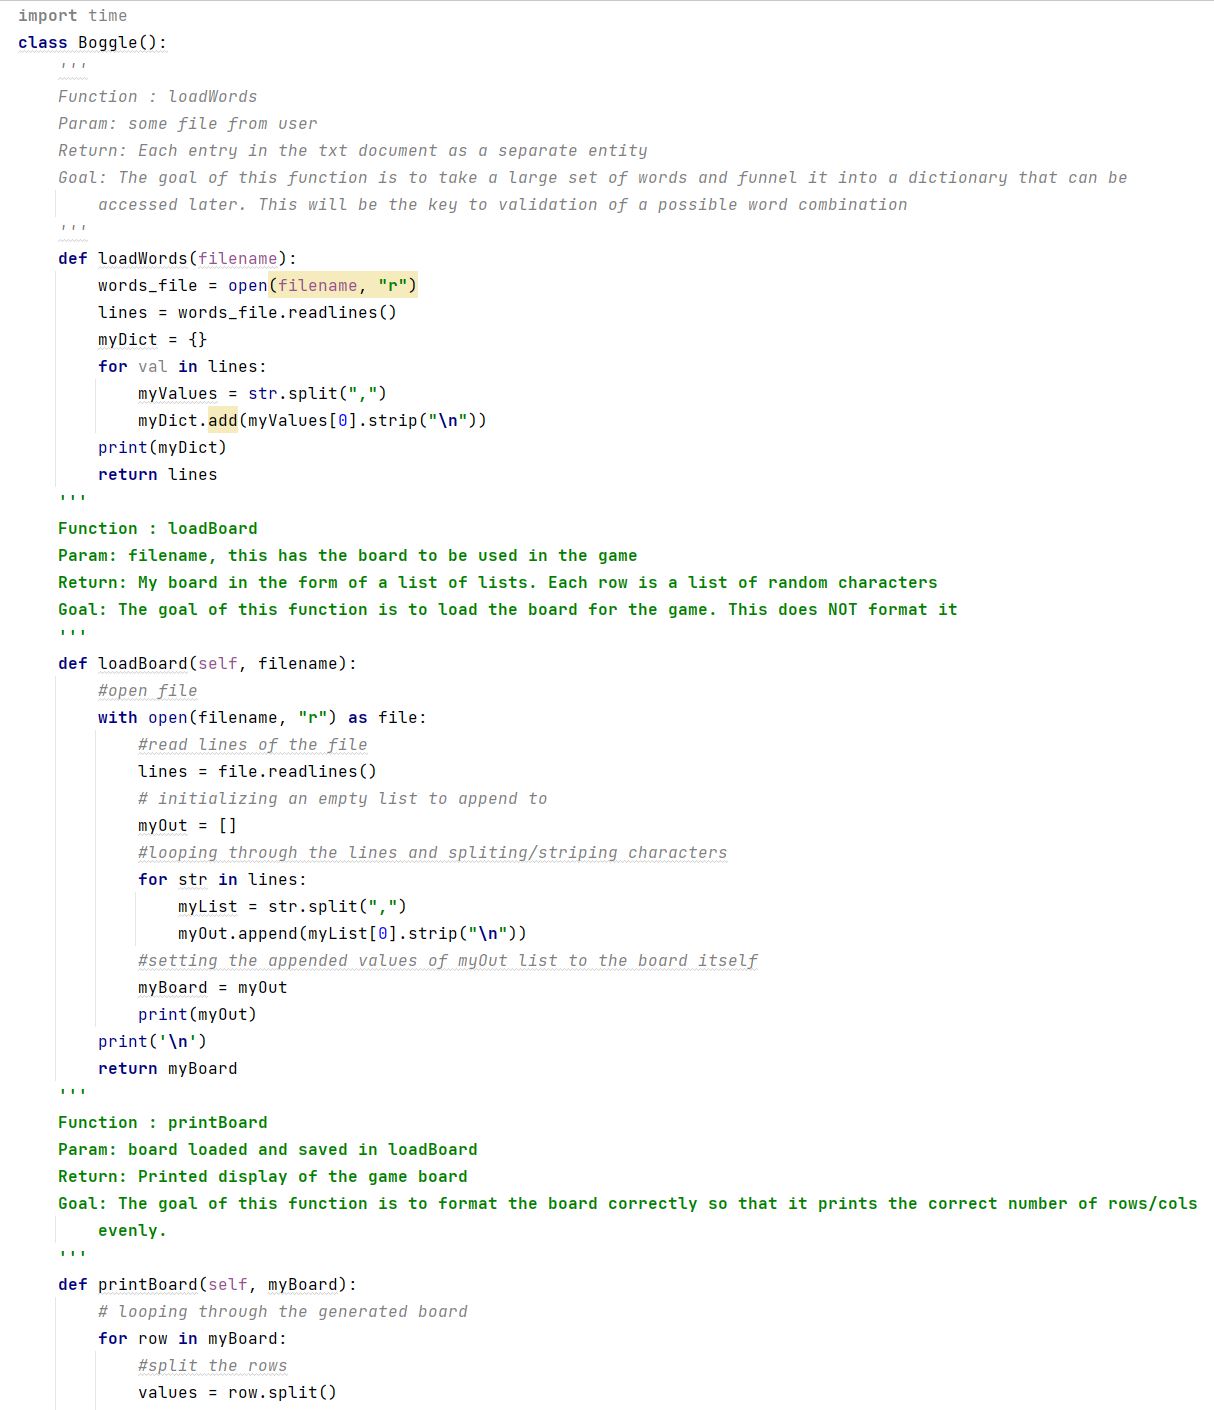 import time
class Boggle():
    '''
    Function : loadWords
    Param: some file from user
    Return: Each entry in the txt document as a separate entity
    Goal: The goal of this function is to take a large set of words and funnel it into a dictionary that can be
        accessed later. This will be the key to validation of a possible word combination
    '''
    def loadWords(filename):
        words_file = open(filename, "r")
        lines = words_file.readlines()
        myDict = {}
        for val in lines:
            myValues = str.split(",")
            myDict.add(myValues[0].strip("\n"))
        print(myDict)
        return lines
    '''
    Function : loadBoard
    Param: filename, this has the board to be used in the game
    Return: My board in the form of a list of lists. Each row is a list of random characters
    Goal: The goal of this function is to load the board for the game. This does NOT format it
    '''
    def loadBoard(self, filename):
        #open file
        with open(filename, "r") as file:
            #read lines of the file
            lines = file.readlines()
            # initializing an empty list to append to
            myOut = []
            #looping through the lines and spliting/striping characters
            for str in lines:
                myList = str.split(",")
                myOut.append(myList[0].strip("\n"))
            #setting the appended values of myOut list to the board itself
            myBoard = myOut
            print(myOut)
        print('\n')
        return myBoard
    '''
    Function : printBoard
    Param: board loaded and saved in loadBoard
    Return: Printed display of the game board
    Goal: The goal of this function is to format the board correctly so that it prints the correct number of rows/cols
        evenly.
    '''
    def printBoard(self, myBoard):
        # looping through the generated board
        for row in myBoard:
            #split the rows
            values = row.split()